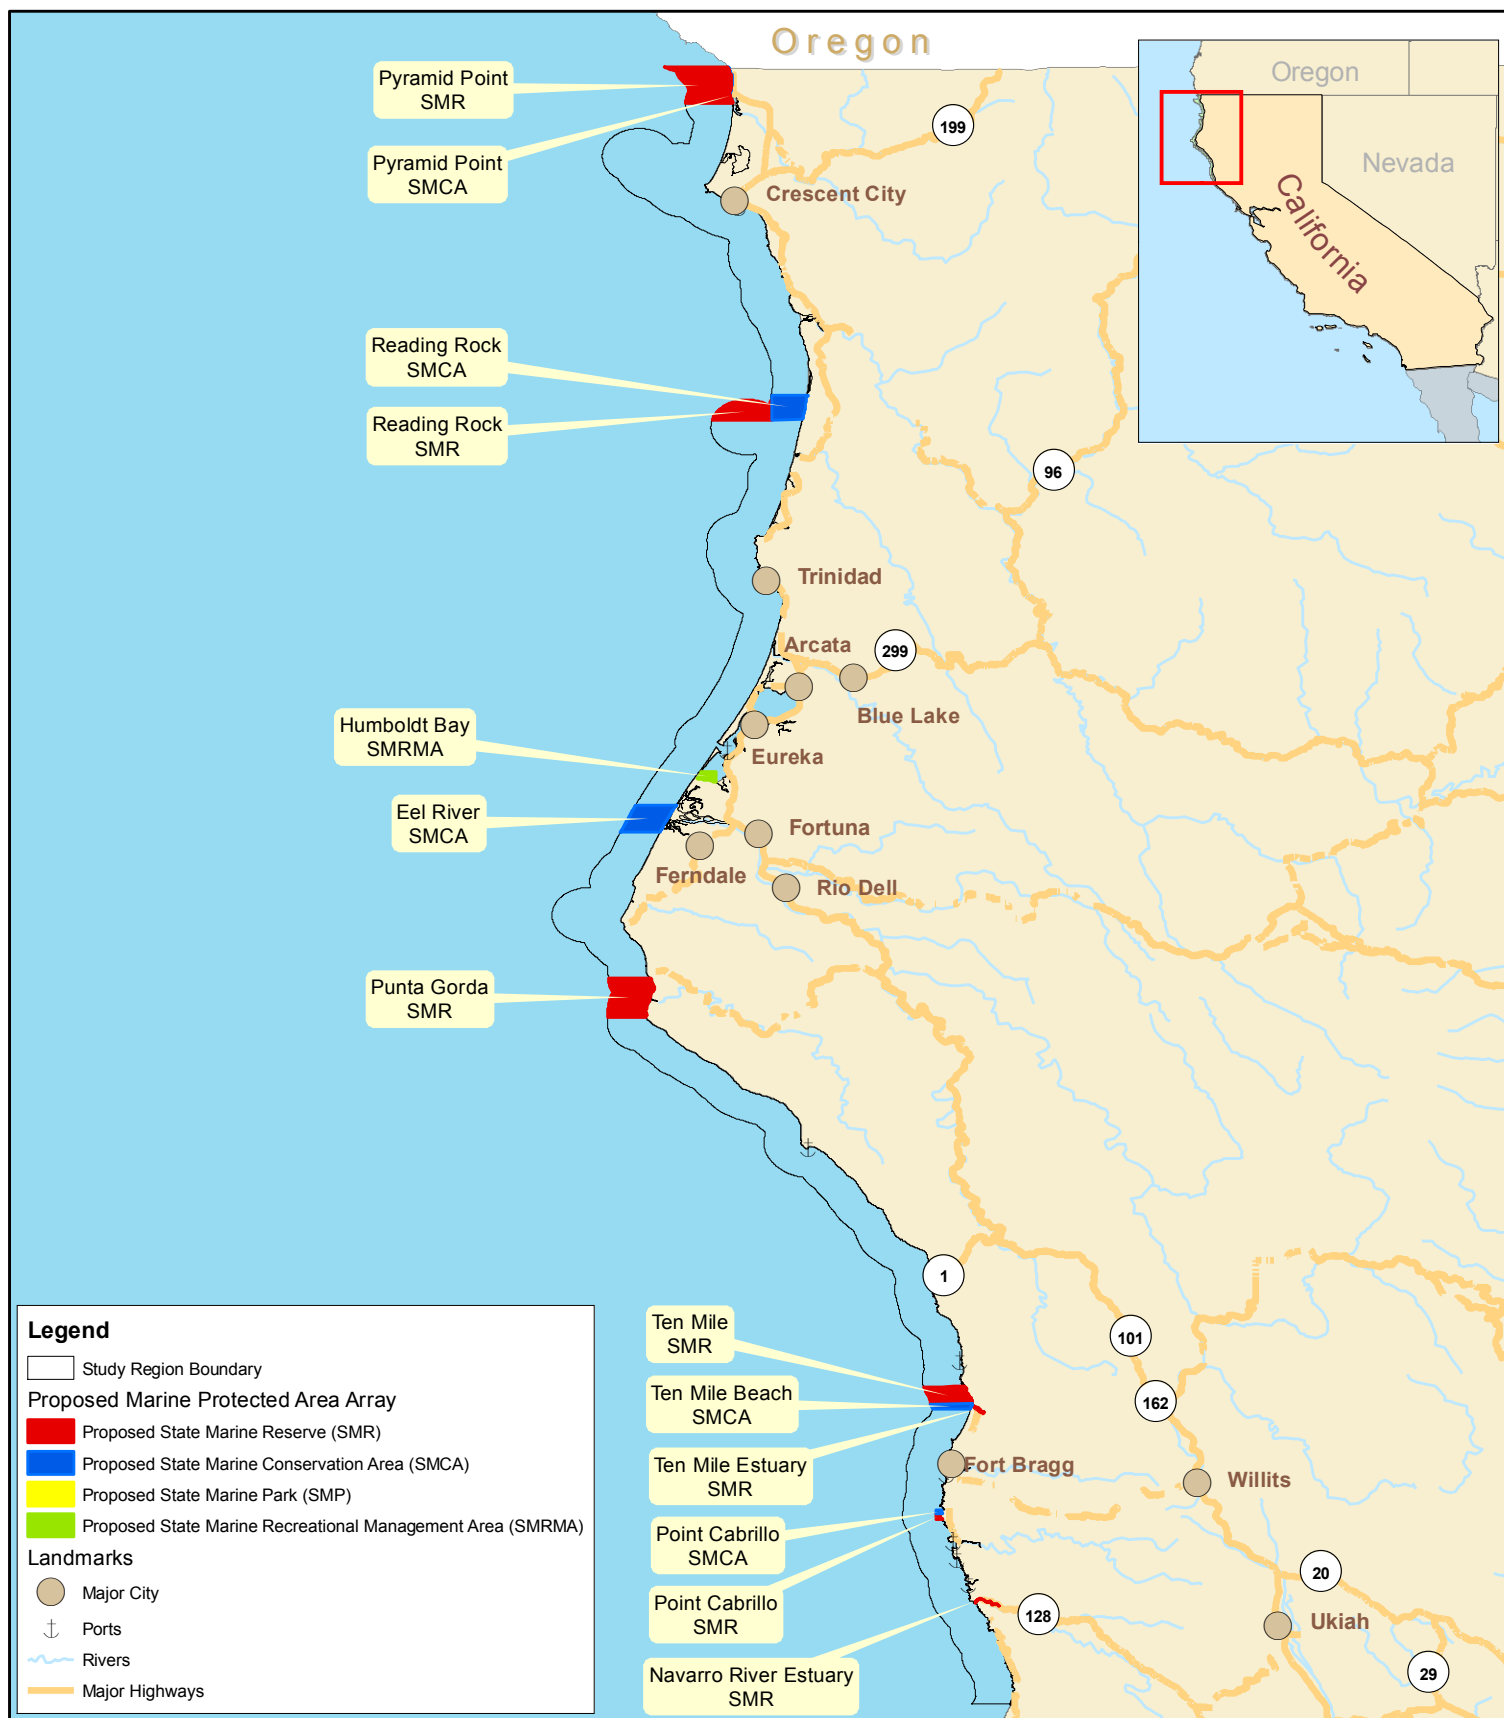 Oregon
Pyramid Point
SMR
Pyramid Point
SMCA
199
Crescent City
Oregon
Nevada
California
Reading Rock
SMCA
Reading Rock
SMR
96
Trinidad
Arcata
299
Blue Lake
Humboldt Bay
SMRMA
Eureka
Eel River
SMCA
Fortuna
Ferndale
Rio Dell
Punta Gorda
SMR
1
Ten Mile
SMR
101
Ten Mile Beach
SMCA
162
Ten Mile Estuary
SMR
Fort Bragg
Willits
Point Cabrillo
SMCA
20
Point Cabrillo
SMR
128
Ukiah
Navarro River Estuary
SMR
29
Legend
Study Region Boundary
Proposed Marine Protected Area Array
Proposed State Marine Reserve (SMR)
Proposed State Marine Conservation Area (SMCA)
Proposed State Marine Park (SMP)
Proposed State Marine Recreational Management Area (SMRMA)
Landmarks
Major City
Ports
Rivers
Major Highways